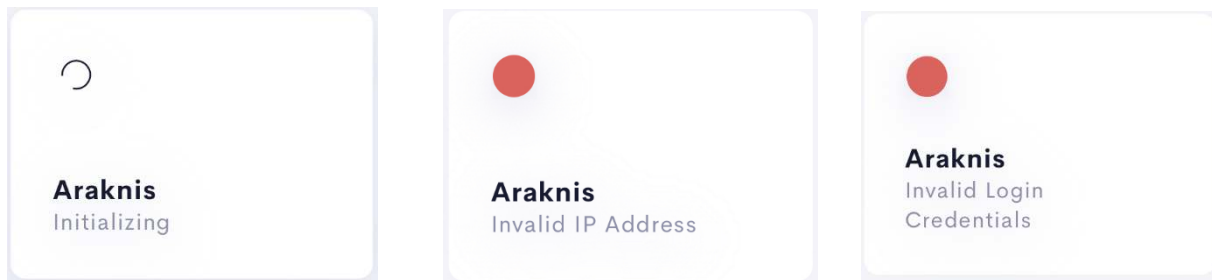 Araknis
Initializing
Araknis
Invalid IP Address
Araknis
Invalid Login
Credentials